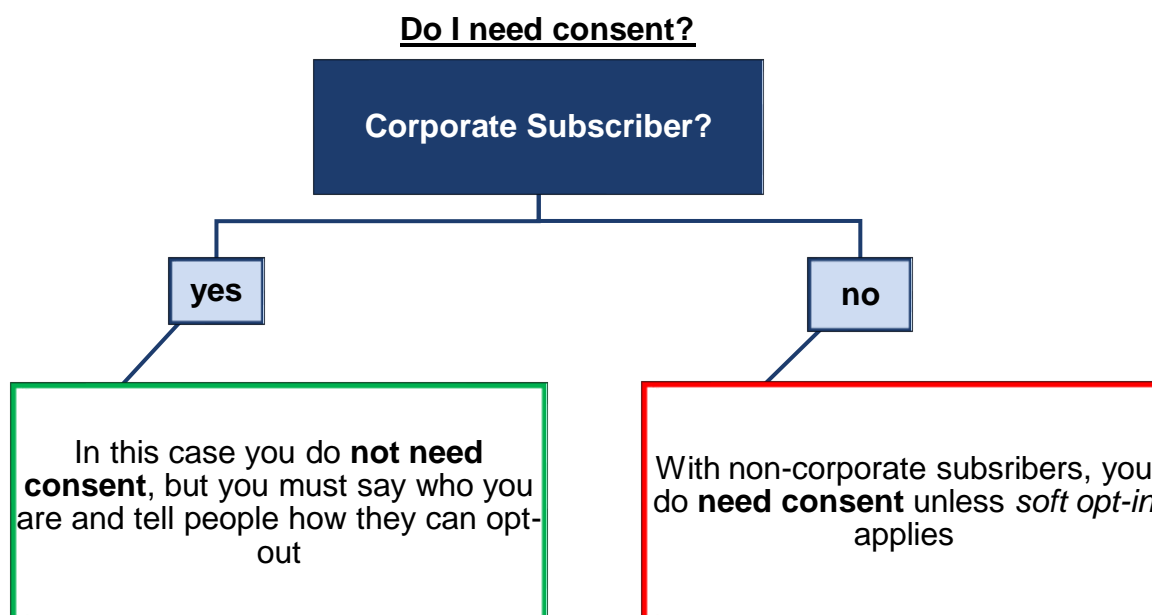 Do I need consent?
Corporate Subscriber?
yes
no
In this case you do not need
consent, but you must say who you
are and tell people how they can opt-
out
With non-corporate subsribers, you
do need consent unless soft opt-in
applies